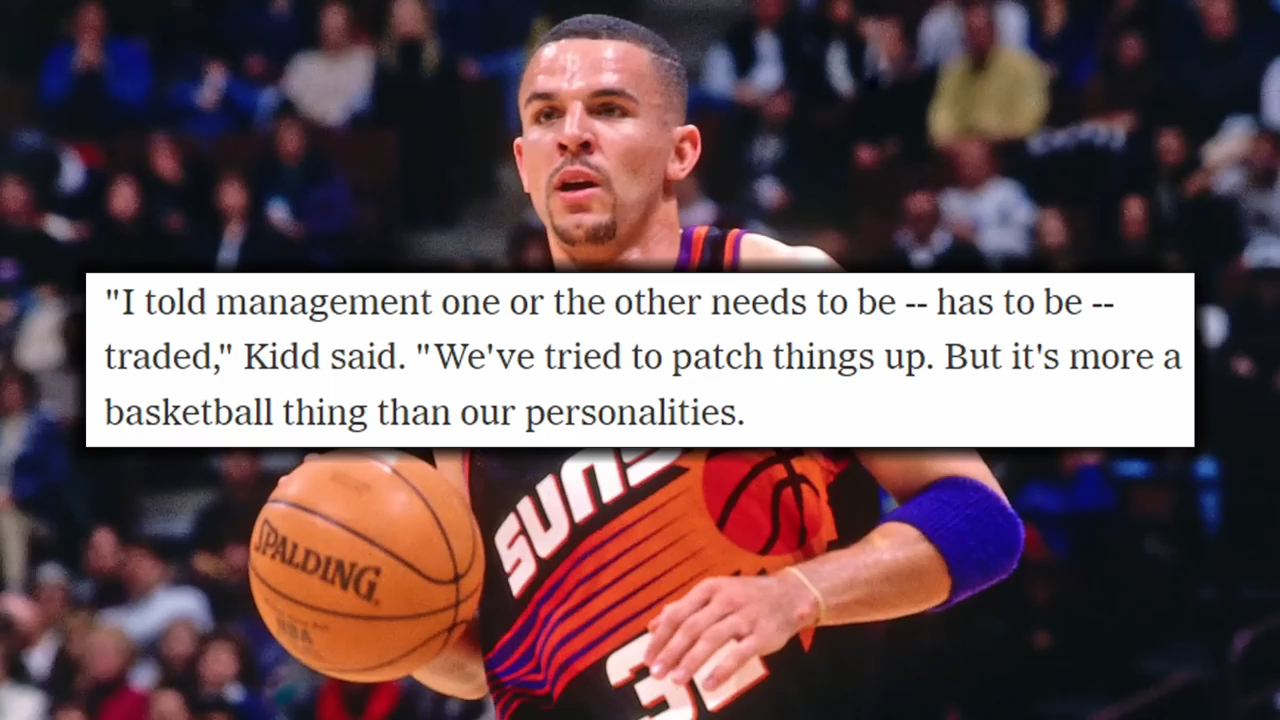 "I told management one or the other needs to be -- has to be --
traded," Kidd said. "We've tried to patch things up. But it's more a
basketball thing than our personalities.
SUNS
SPALDING
NBA
32